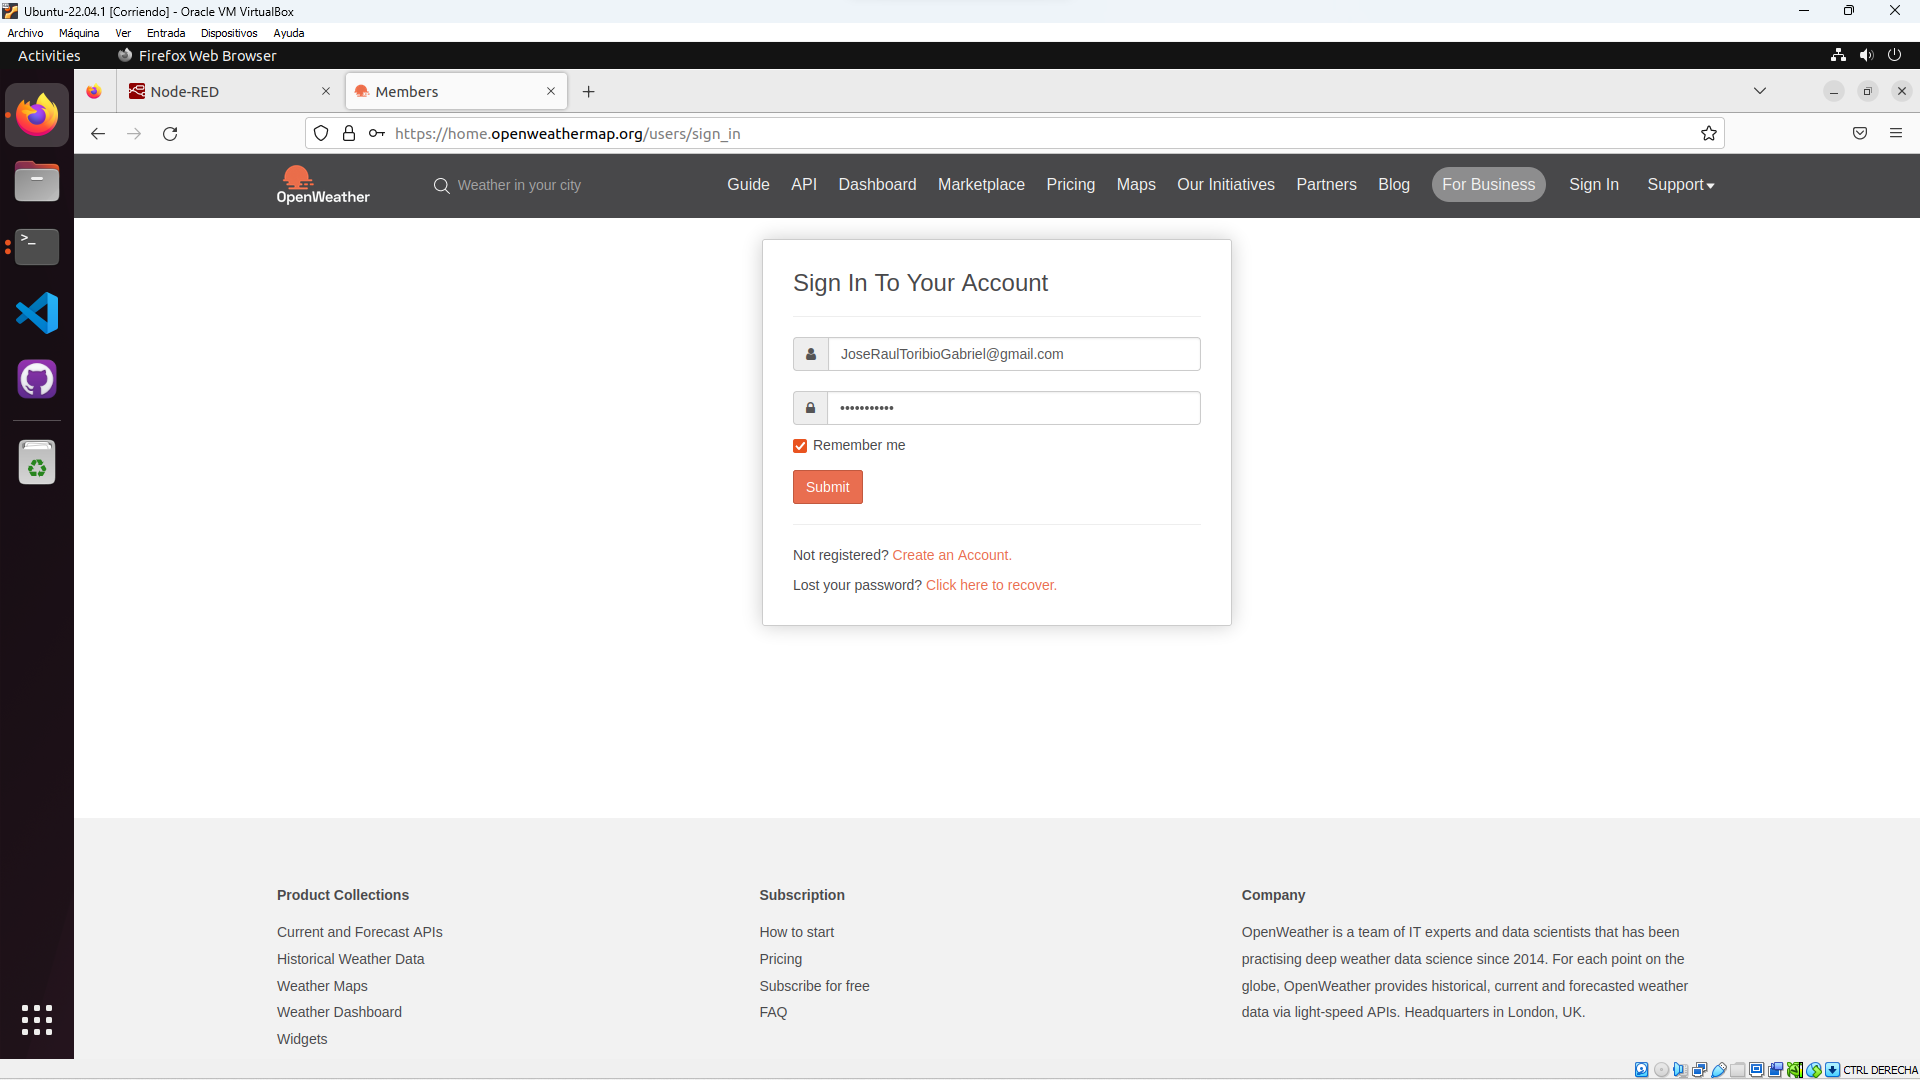 Ubuntu-22.04.1 [Corriendo] - Oracle VM VirtualBox
Archivo Máquina Ver Entrada Dispositivos Ayuda
Activities Firefox Web Browser
Node-RED Members
https://home.openweathermap.org/users/sign_in
OpenWeather Weather in your city Guide API Dashboard Marketplace Pricing Maps Our Initiatives Partners Blog For Business Sign In Support
Sign In To Your Account
JoseRaulToribioGabriel@gmail.com
•••••••••••
Remember me
Submit
Not registered? Create an Account.
Lost your password? Click here to recover.
Product Collections
Current and Forecast APIs
Historical Weather Data
Weather Maps
Weather Dashboard
Widgets
Subscription
How to start
Pricing
Subscribe for free
FAQ
Company
OpenWeather is a team of IT experts and data scientists that has been
practising deep weather data science since 2014. For each point on the
globe, OpenWeather provides historical, current and forecasted weather
data via light-speed APIs. Headquarters in London, UK.
CTRL DERECHA